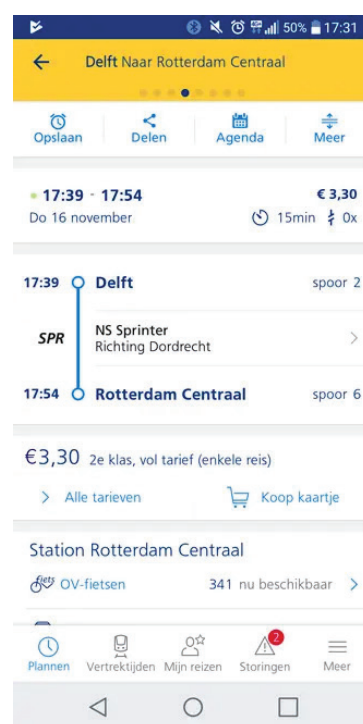 50% 17:31
Delft Naar Rotterdam Centraal
Opslaan Delen Agenda Meer
17:39 - 17:54 € 3,30
Do 16 november 15min 0x
17:39 Delft spoor 2
SPR NS Sprinter
Richting Dordrecht
17:54 Rotterdam Centraal spoor 6
€3,30 2e klas, vol tarief (enkele reis)
Alle tarieven Koop kaartje
Station Rotterdam Centraal
fiets OV-fietsen 341 nu beschikbaar
2
Plannen Vertrektijden Mijn reizen Storingen Meer